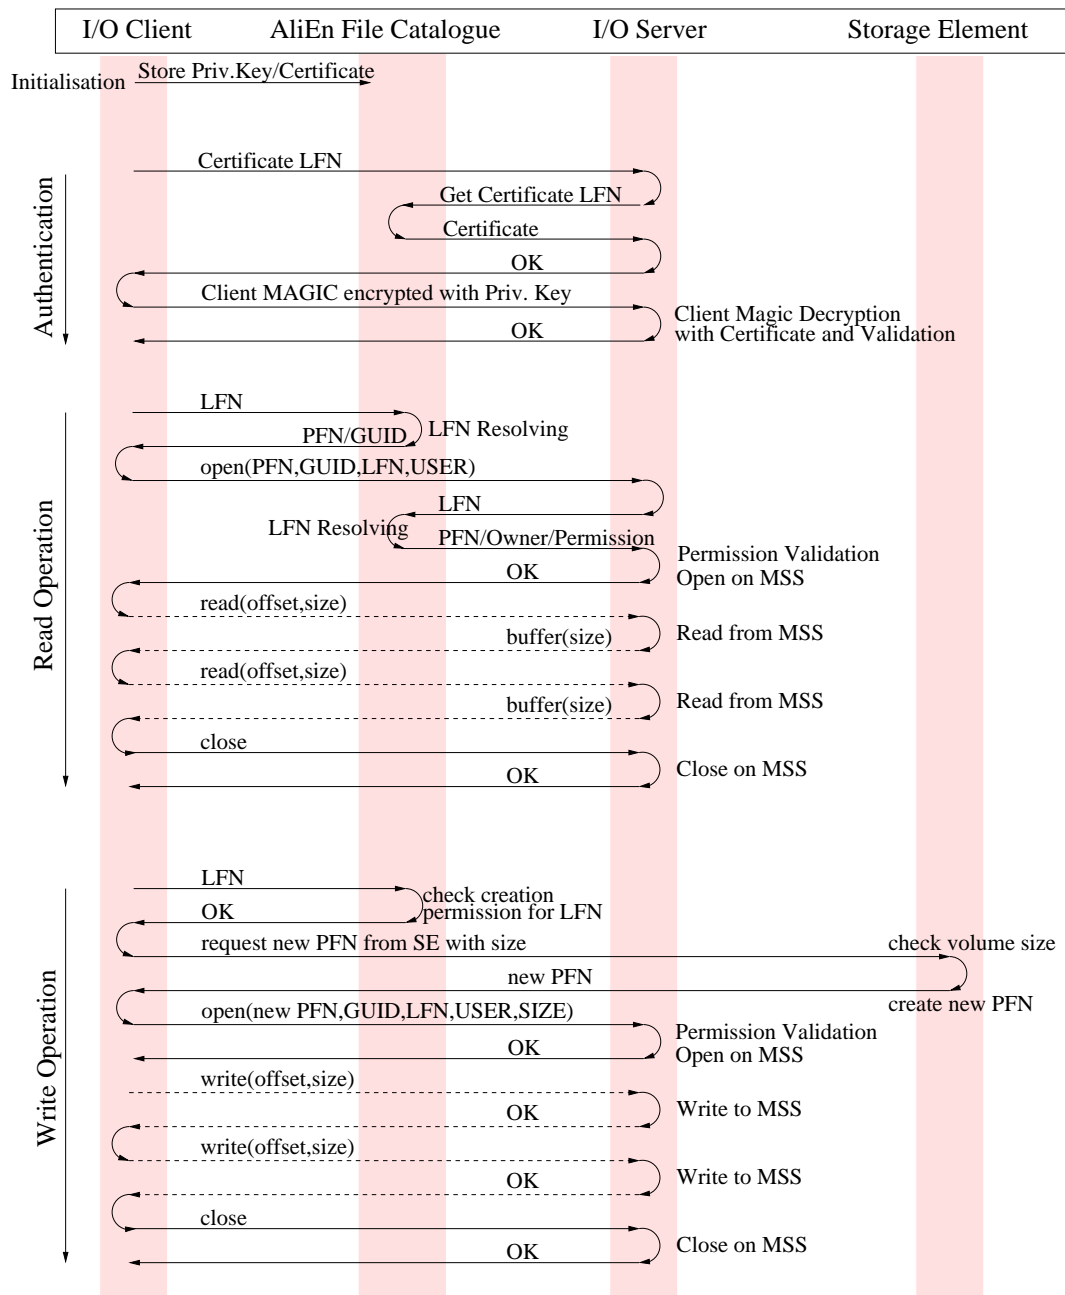 I/O Client AliEn File Catalogue I/O Server Storage Element
Initialisation
Store Priv.Key/Certificate
Authentication
Certificate LFN
Get Certificate LFN
Certificate
OK
Client MAGIC encrypted with Priv. Key
Client Magic Decryption
with Certificate and Validation
OK
Read Operation
LFN
LFN Resolving
PFN/GUID
open(PFN,GUID,LFN,USER)
LFN
LFN Resolving
PFN/Owner/Permission
Permission Validation
Open on MSS
OK
read(offset,size)
buffer(size)
Read from MSS
read(offset,size)
buffer(size)
Read from MSS
close
OK
Close on MSS
Write Operation
LFN
check creation
permission for LFN
OK
request new PFN from SE with size
check volume size
new PFN
create new PFN
open(new PFN,GUID,LFN,USER,SIZE)
Permission Validation
Open on MSS
OK
write(offset,size)
OK
Write to MSS
write(offset,size)
OK
Write to MSS
close
OK
Close on MSS